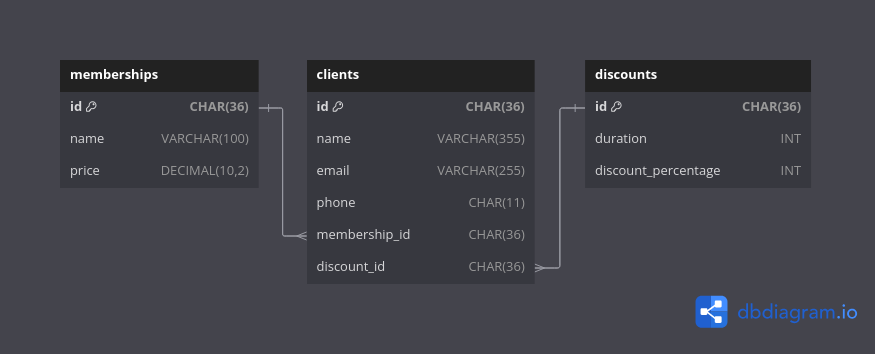 memberships
id CHAR(36)
name VARCHAR(100)
price DECIMAL(10,2)
clients
id CHAR(36)
name VARCHAR(355)
email VARCHAR(255)
phone CHAR(11)
membership_id CHAR(36)
discount_id CHAR(36)
discounts
id CHAR(36)
duration INT
discount_percentage INT
dbdiagram.io